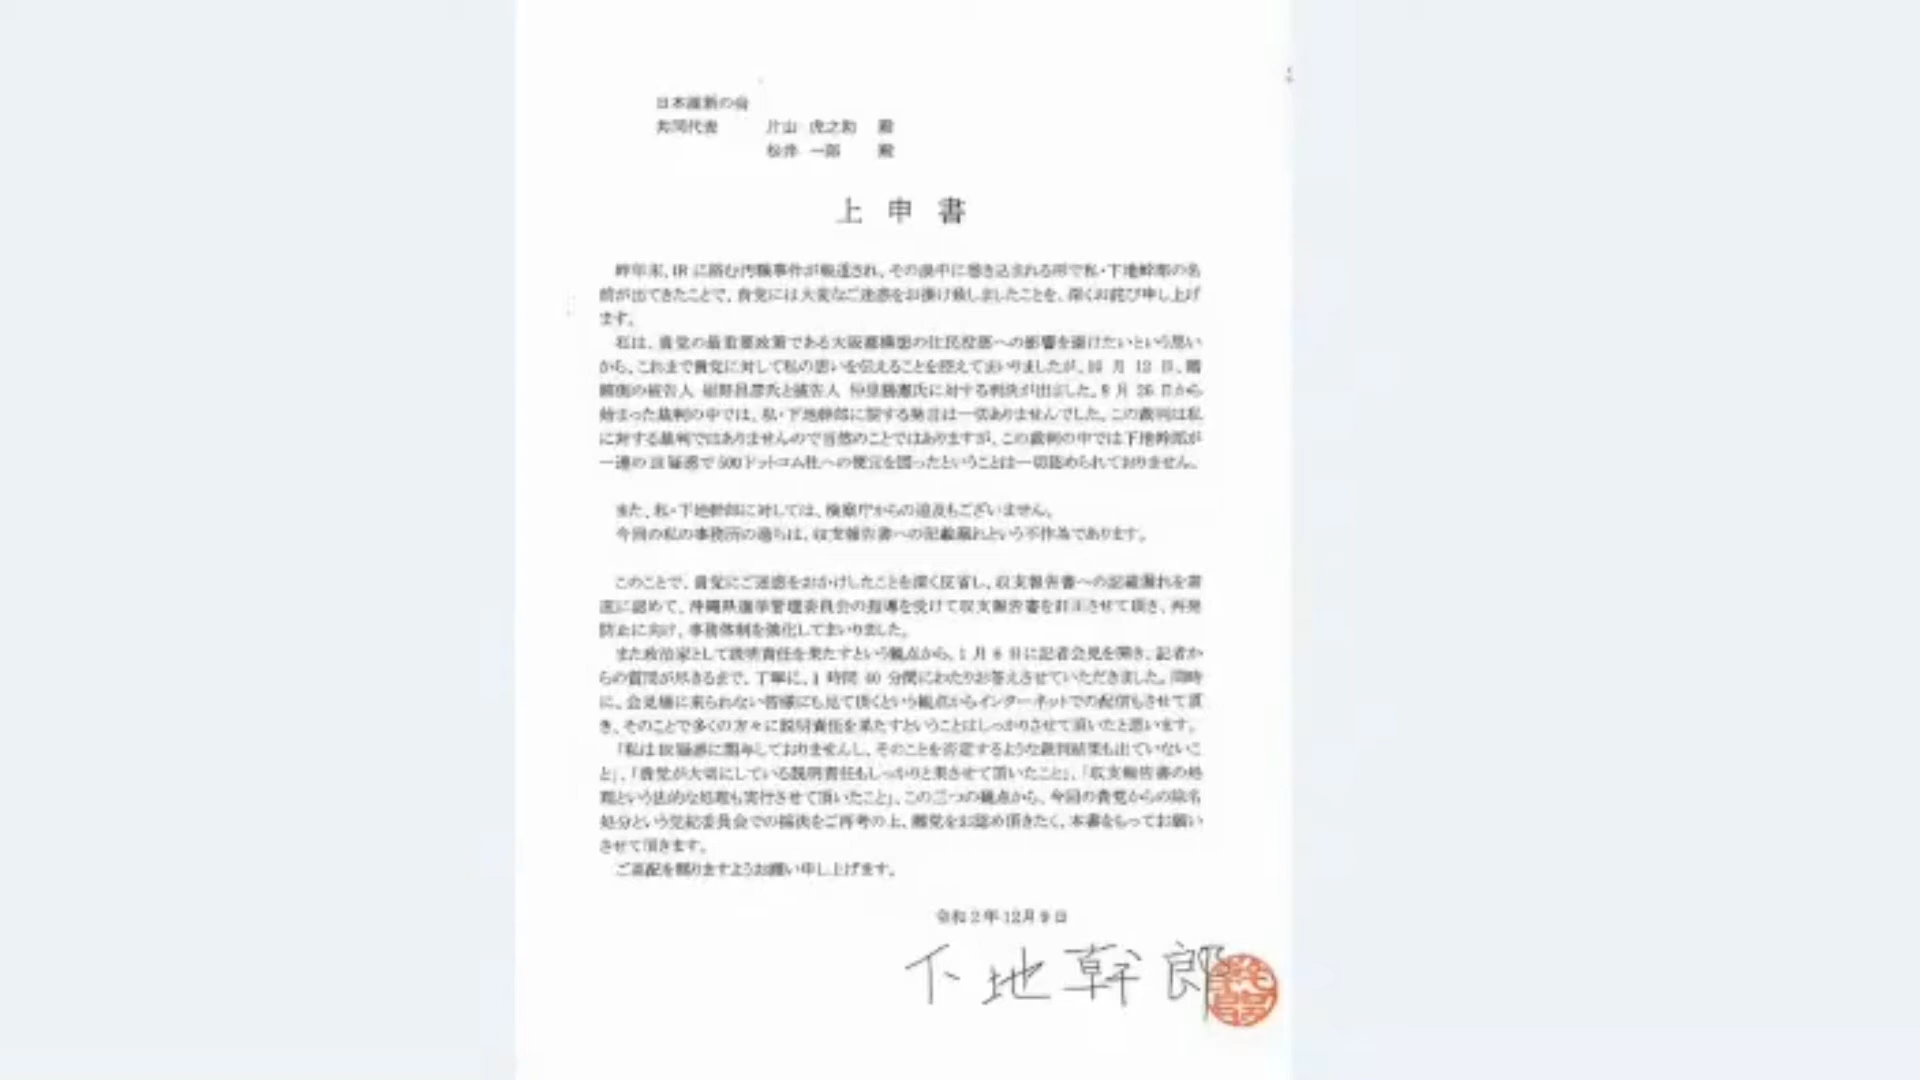 日本維新の会
共同代表 片山 虎之助 殿
松井 一郎 殿
上申書
昨年末、IRに絡む汚職事件が報道され、その渦中に巻き込まれる形で私・下地幹郎の名
前が出てきたことで、貴党には大変なご迷惑をお掛け致しましたことを、深くお詫び申し上げ
ます。
私は、貴党の最重要政策である大阪都構想の住民投票への影響を避けたいという思い
から、これまで貴党に対して私の思いを伝えることを控えてまいりましたが、10 月 12 日、贈
賄側の被告人 紺野昌彦氏と被告人 仲里勝憲氏に対する判決が出ました。8 月 26 日から
始まった裁判の中では、私・下地幹郎に関する発言は一切ありませんでした。この裁判は私
に対する裁判ではありませんので当然のことではありますが、この裁判の中では下地幹郎が
一連の IR 疑惑で 500ドットコム社への便宜を図ったということは一切認められておりません。
また、私・下地幹郎に対しては、検察庁からの追及もございません。
今回の私の事務所の過ちは、収支報告書への記載漏れという不作為であります。
このことで、貴党にご迷惑をおかけしたことを深く反省し、収支報告書への記載漏れを率
直に認めて、沖縄県選挙管理委員会の指導を受けて収支報告書を訂正させて頂き、再発
防止に向け、事務体制を強化してまいりました。
また政治家として説明責任を果たすという観点から、1 月 6 日に記者会見を開き、記者か
らの質問が尽きるまで、丁寧に、1 時間 40 分間にわたりお答えさせていただきました。同時
に、会見場に来られない皆様にも見て頂くという観点からインターネットでの配信もさせて頂
き、そのことで多くの方々に説明責任を果たすということはしっかりさせて頂いたと思います。
「私は IR 疑惑に関与しておりませんし、そのことを否定するような裁判結果も出ていないこ
と」、「貴党が大切にしている説明責任もしっかりと果させて頂いたこと」、「収支報告書の処
理という法的な処理も実行させて頂いたこと」、この三つの観点から、今回の貴党からの除名
処分という党紀委員会での採決をご再考の上、離党をお認め頂きたく、本書をもってお願い
させて頂きます。
ご高配を賜りますようお願い申し上げます。
令和2年12月9日
下地幹郎